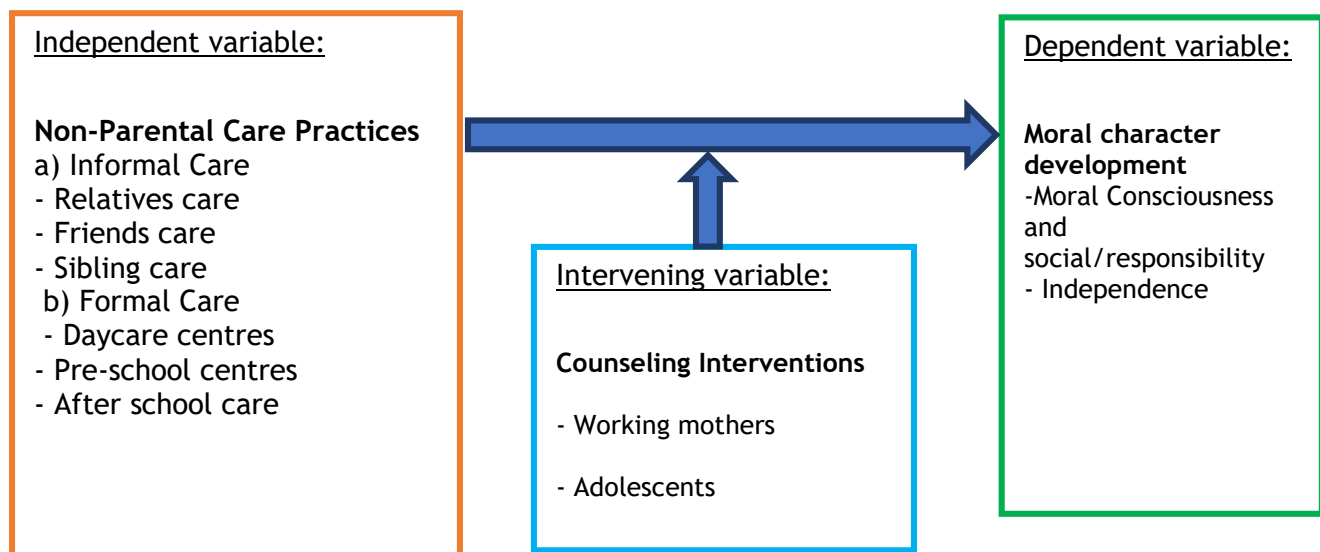 Independent variable:
Non-Parental Care Practices
a) Informal Care
- Relatives care
- Friends care
- Sibling care
b) Formal Care
- Daycare centres
- Pre-school centres
- After school care
Intervening variable:
Counseling Interventions
- Working mothers
- Adolescents
Dependent variable:
Moral character
development
-Moral Consciousness
and
social/responsibility
- Independence